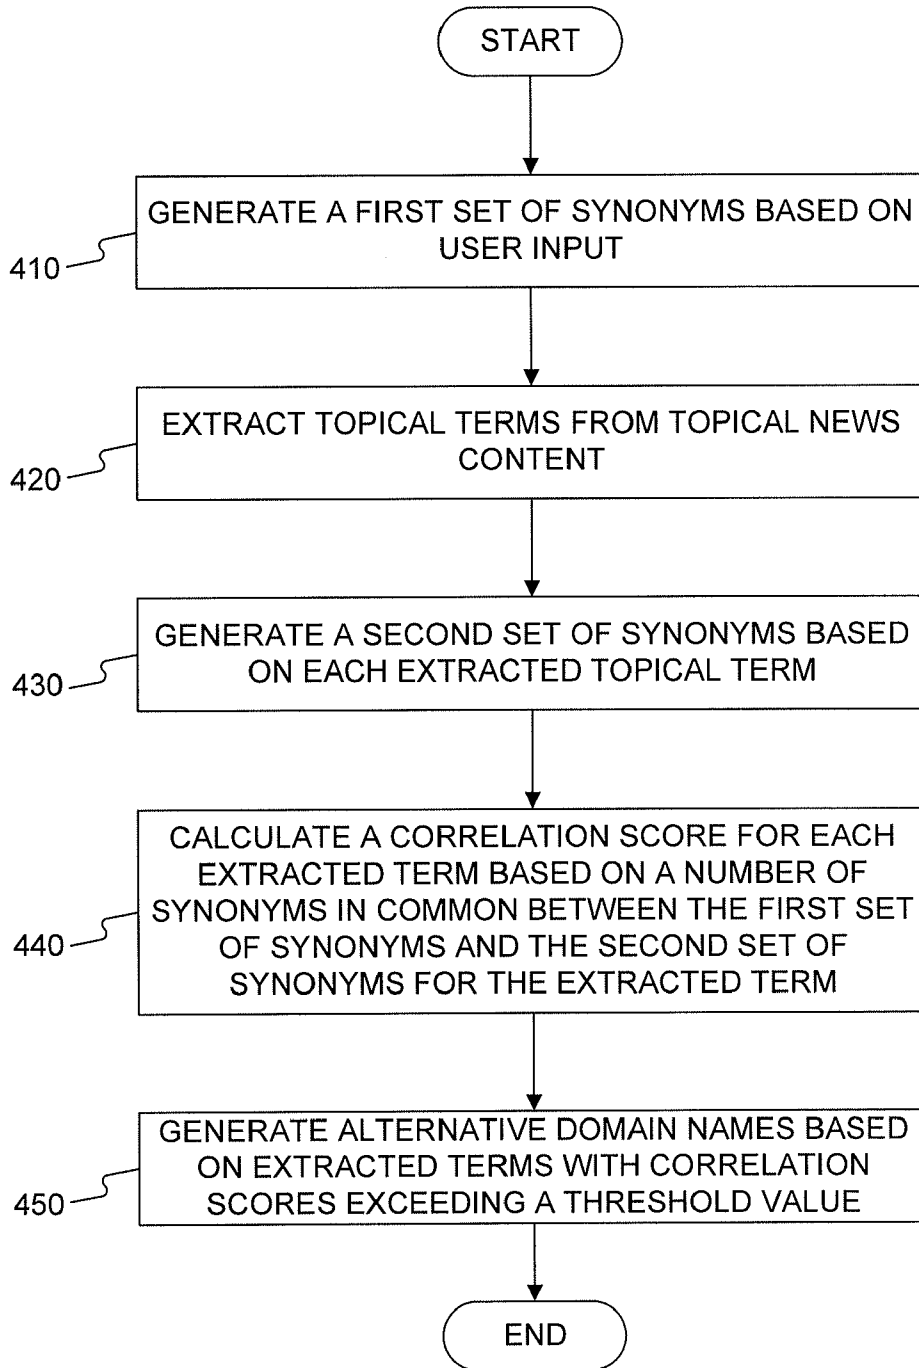 START
GENERATE A FIRST SET OF SYNONYMS BASED ON
USER INPUT
410
EXTRACT TOPICAL TERMS FROM TOPICAL NEWS
CONTENT
420
GENERATE A SECOND SET OF SYNONYMS BASED
ON EACH EXTRACTED TOPICAL TERM
430
CALCULATE A CORRELATION SCORE FOR EACH
EXTRACTED TERM BASED ON A NUMBER OF
SYNONYMS IN COMMON BETWEEN THE FIRST SET
OF SYNONYMS AND THE SECOND SET OF
SYNONYMS FOR THE EXTRACTED TERM
440
GENERATE ALTERNATIVE DOMAIN NAMES BASED
ON EXTRACTED TERMS WITH CORRELATION
SCORES EXCEEDING A THRESHOLD VALUE
450
END